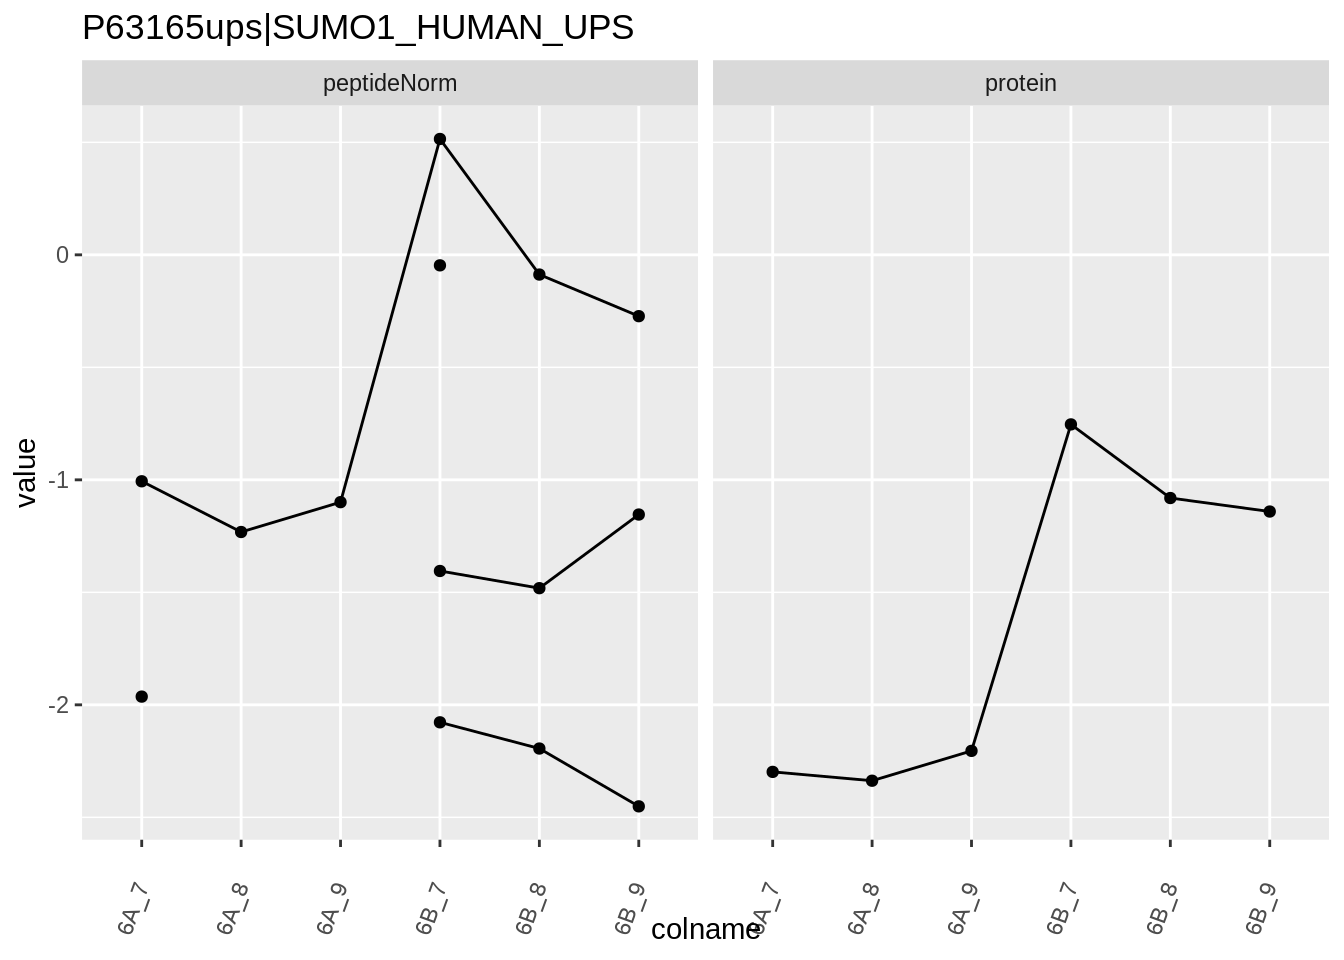 P63165ups|SUMO1_HUMAN_UPS
peptideNorm
protein
value
0
-1
-2
6A_7
6A_8
6A_9
6B_7
6B_8
6B_9
6A_7
6A_8
6A_9
6B_7
6B_8
6B_9
colname